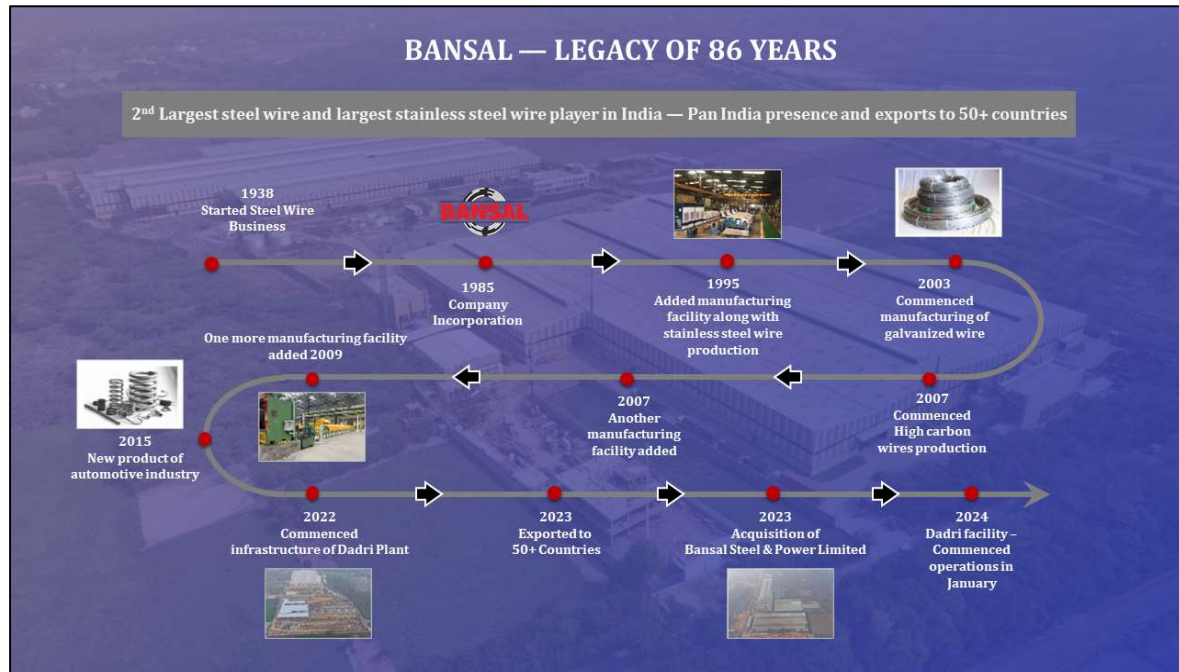 BANSAL — LEGACY OF 86 YEARS
2nd Largest steel wire and largest stainless steel wire player in India — Pan India presence and exports to 50+ countries
1938
Started Steel Wire
Business
BANSAL
1985
Company
Incorporation
1995
Added manufacturing
facility along with
stainless steel wire
production
2003
Commenced
manufacturing of
galvanized wire
2007
Commenced
High carbon
wires production
2007
Another
manufacturing
facility added
One more manufacturing facility
added 2009
2015
New product of
automotive industry
2022
Commenced
infrastructure of Dadri Plant
2023
Exported to
50+ Countries
2023
Acquisition of
Bansal Steel & Power Limited
2024
Dadri facility –
Commenced
operations in
January